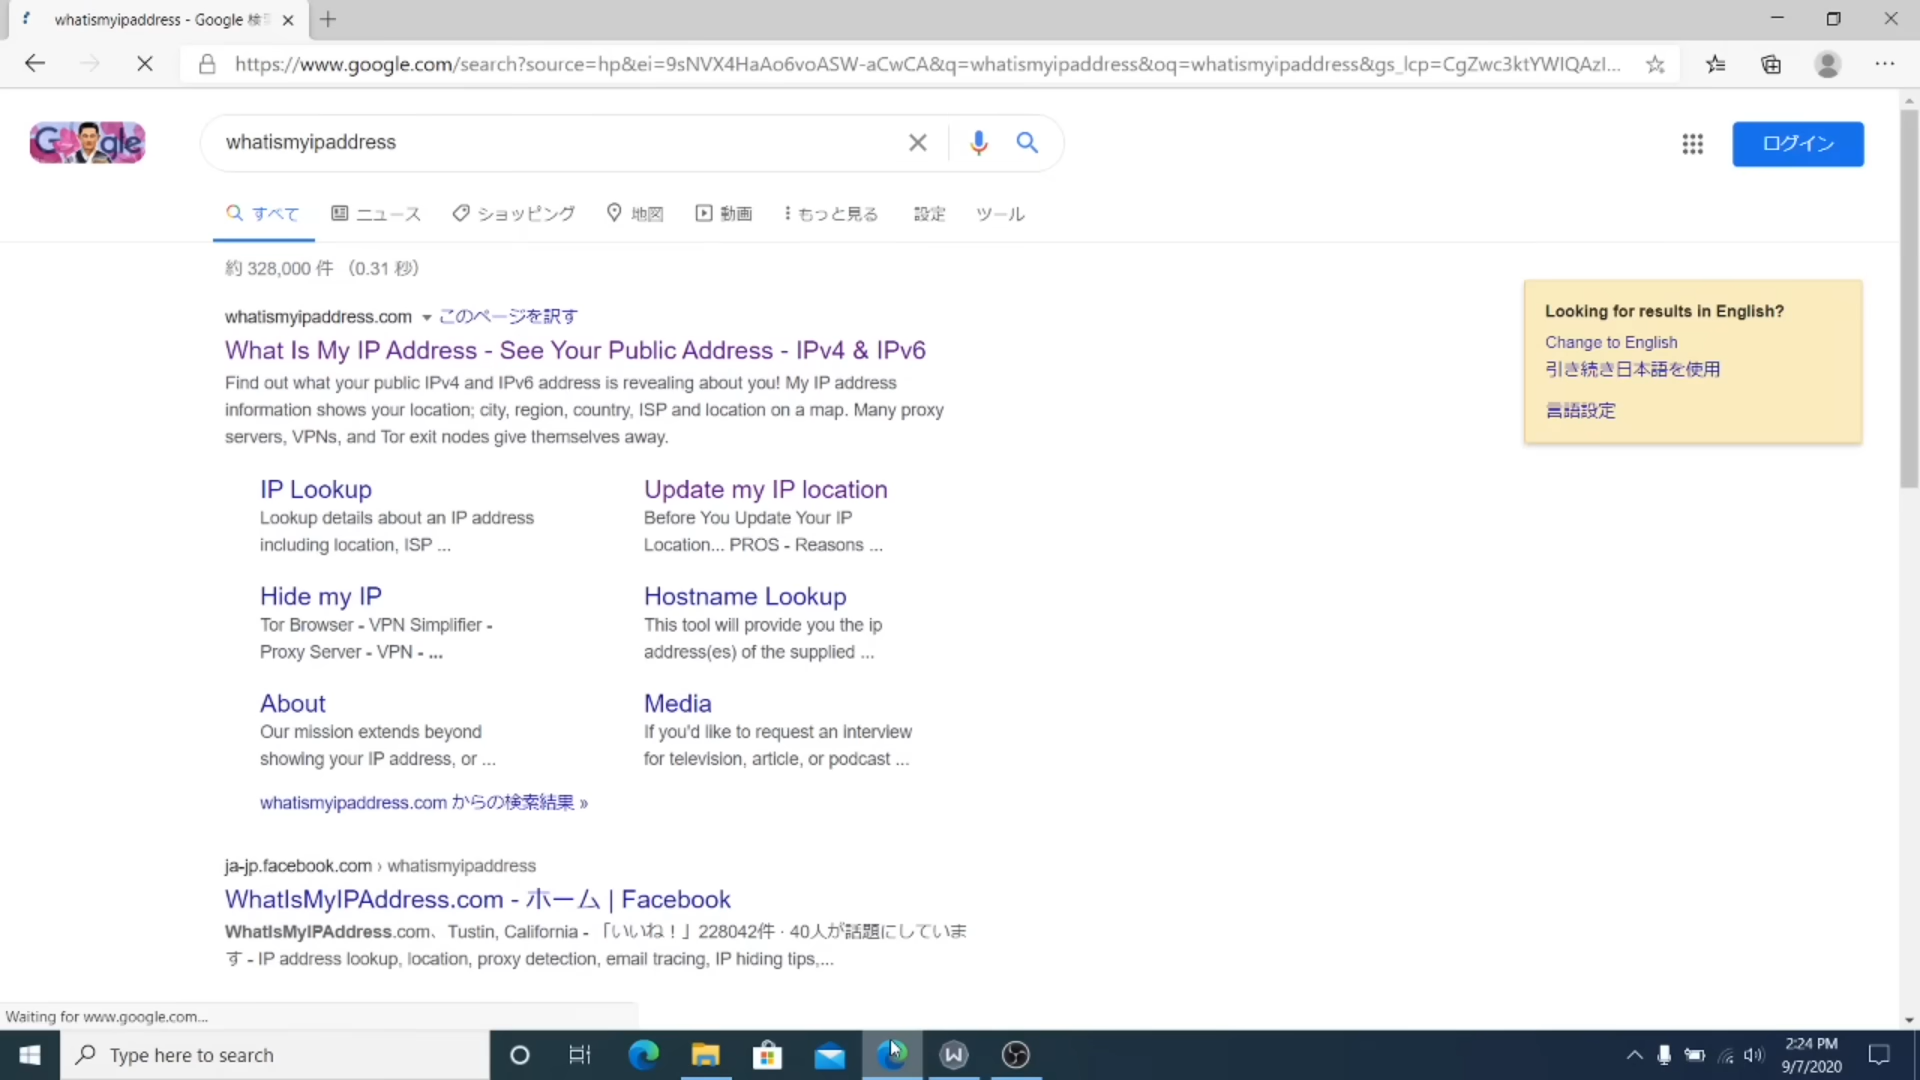 whatismyipaddress - Google 検
https://www.google.com/search?source=hp&ei=9sNVX4HaAo6voASW-aCwCA&q=whatismyipaddress&oq=whatismyipaddress&gs_lcp=CgZwc3ktYWIQAzI...
Google
whatismyipaddress
ログイン
すべて ニュース ショッピング 地図 動画 もっと見る 設定 ツール
約 328,000 件 （0.31 秒）
whatismyipaddress.com このページを訳す
What Is My IP Address - See Your Public Address - IPv4 & IPv6
Find out what your public IPv4 and IPv6 address is revealing about you! My IP address
information shows your location; city, region, country, ISP and location on a map. Many proxy
servers, VPNs, and Tor exit nodes give themselves away.
Looking for results in English?
Change to English
引き続き日本語を使用
言語設定
IP Lookup
Lookup details about an IP address
including location, ISP ...
Update my IP location
Before You Update Your IP
Location... PROS - Reasons ...
Hide my IP
Tor Browser - VPN Simplifier -
Proxy Server - VPN - ...
Hostname Lookup
This tool will provide you the ip
address(es) of the supplied ...
About
Our mission extends beyond
showing your IP address, or ...
Media
If you'd like to request an interview
for television, article, or podcast ...
whatismyipaddress.com からの検索結果 »
ja-jp.facebook.com › whatismyipaddress
WhatIsMyIPAddress.com - ホーム | Facebook
WhatIsMyIPAddress.com、Tustin, California - 「いいね！」228042件 · 40人が話題にしていま
す - IP address lookup, location, proxy detection, email tracing, IP hiding tips,...
Waiting for www.google.com...
Type here to search
2:24 PM
9/7/2020